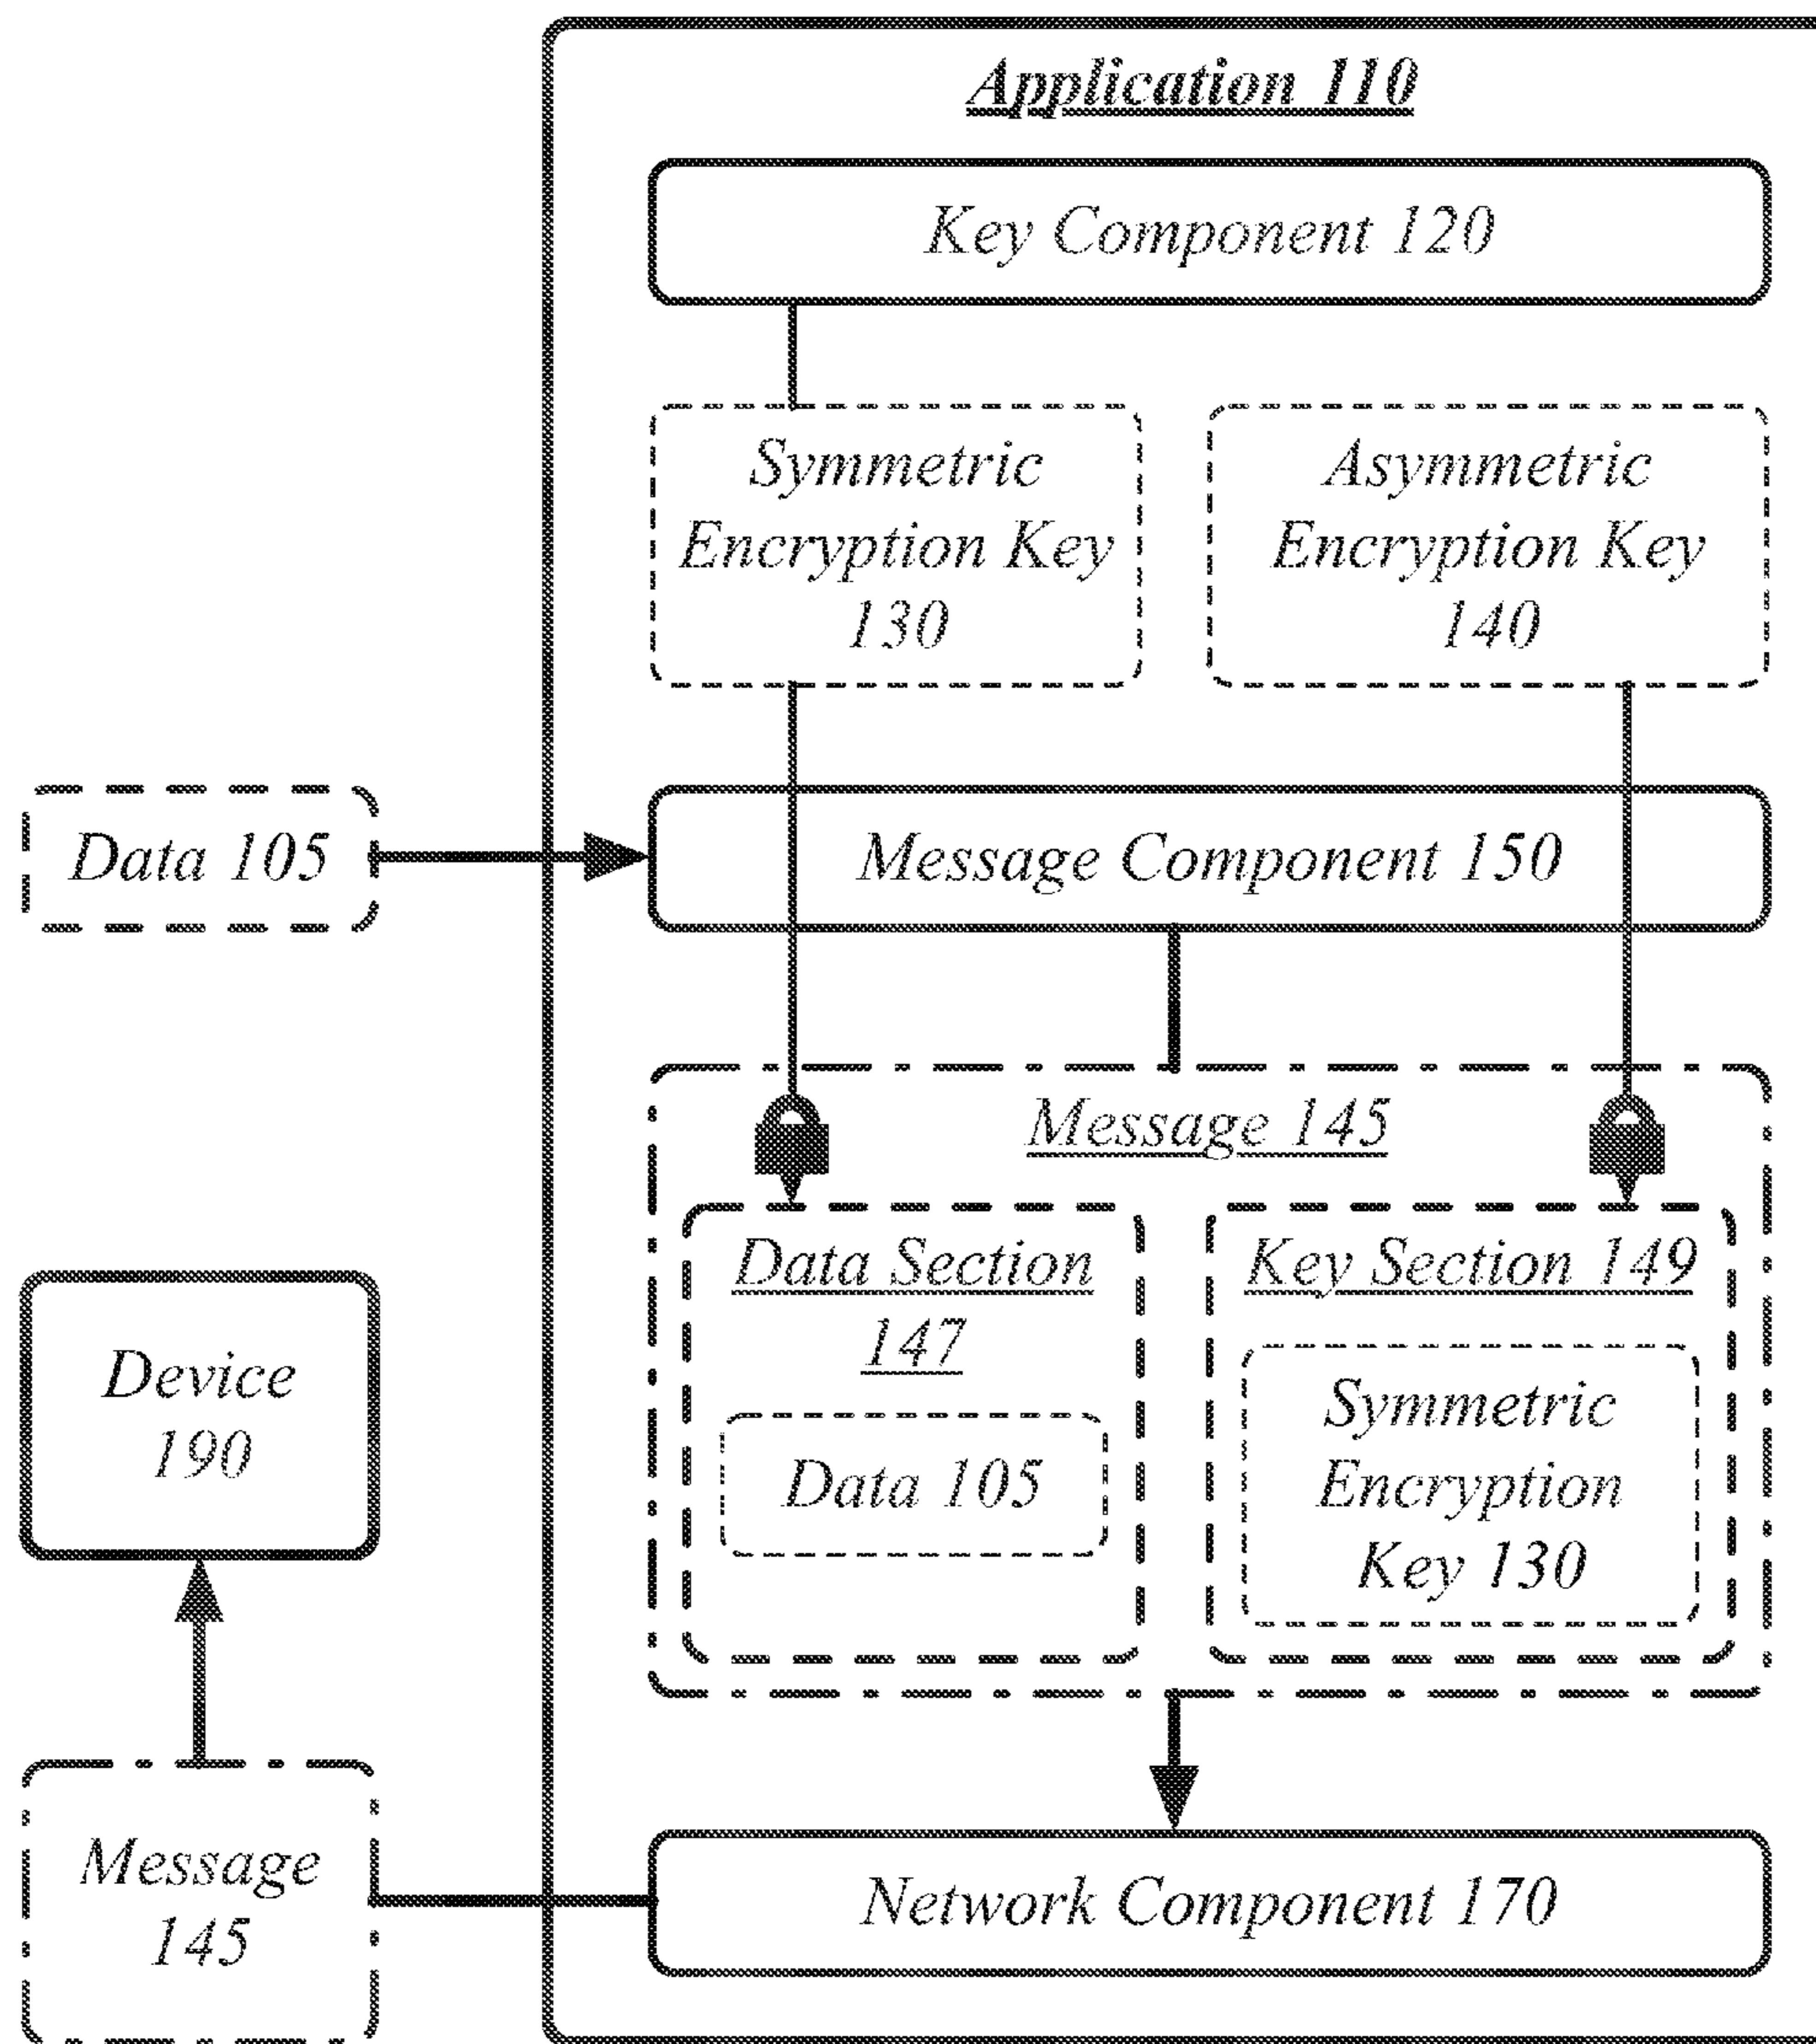 Application 110
Key Component 120
Symmetric
Encryption Key
130
Asymmetric
Encryption Key
140
Data 105
Message Component 150
Message 145
Data Section
147
Data 105
Key Section 149
Symmetric
Encryption
Key 130
Device
190
Message
145
Network Component 170